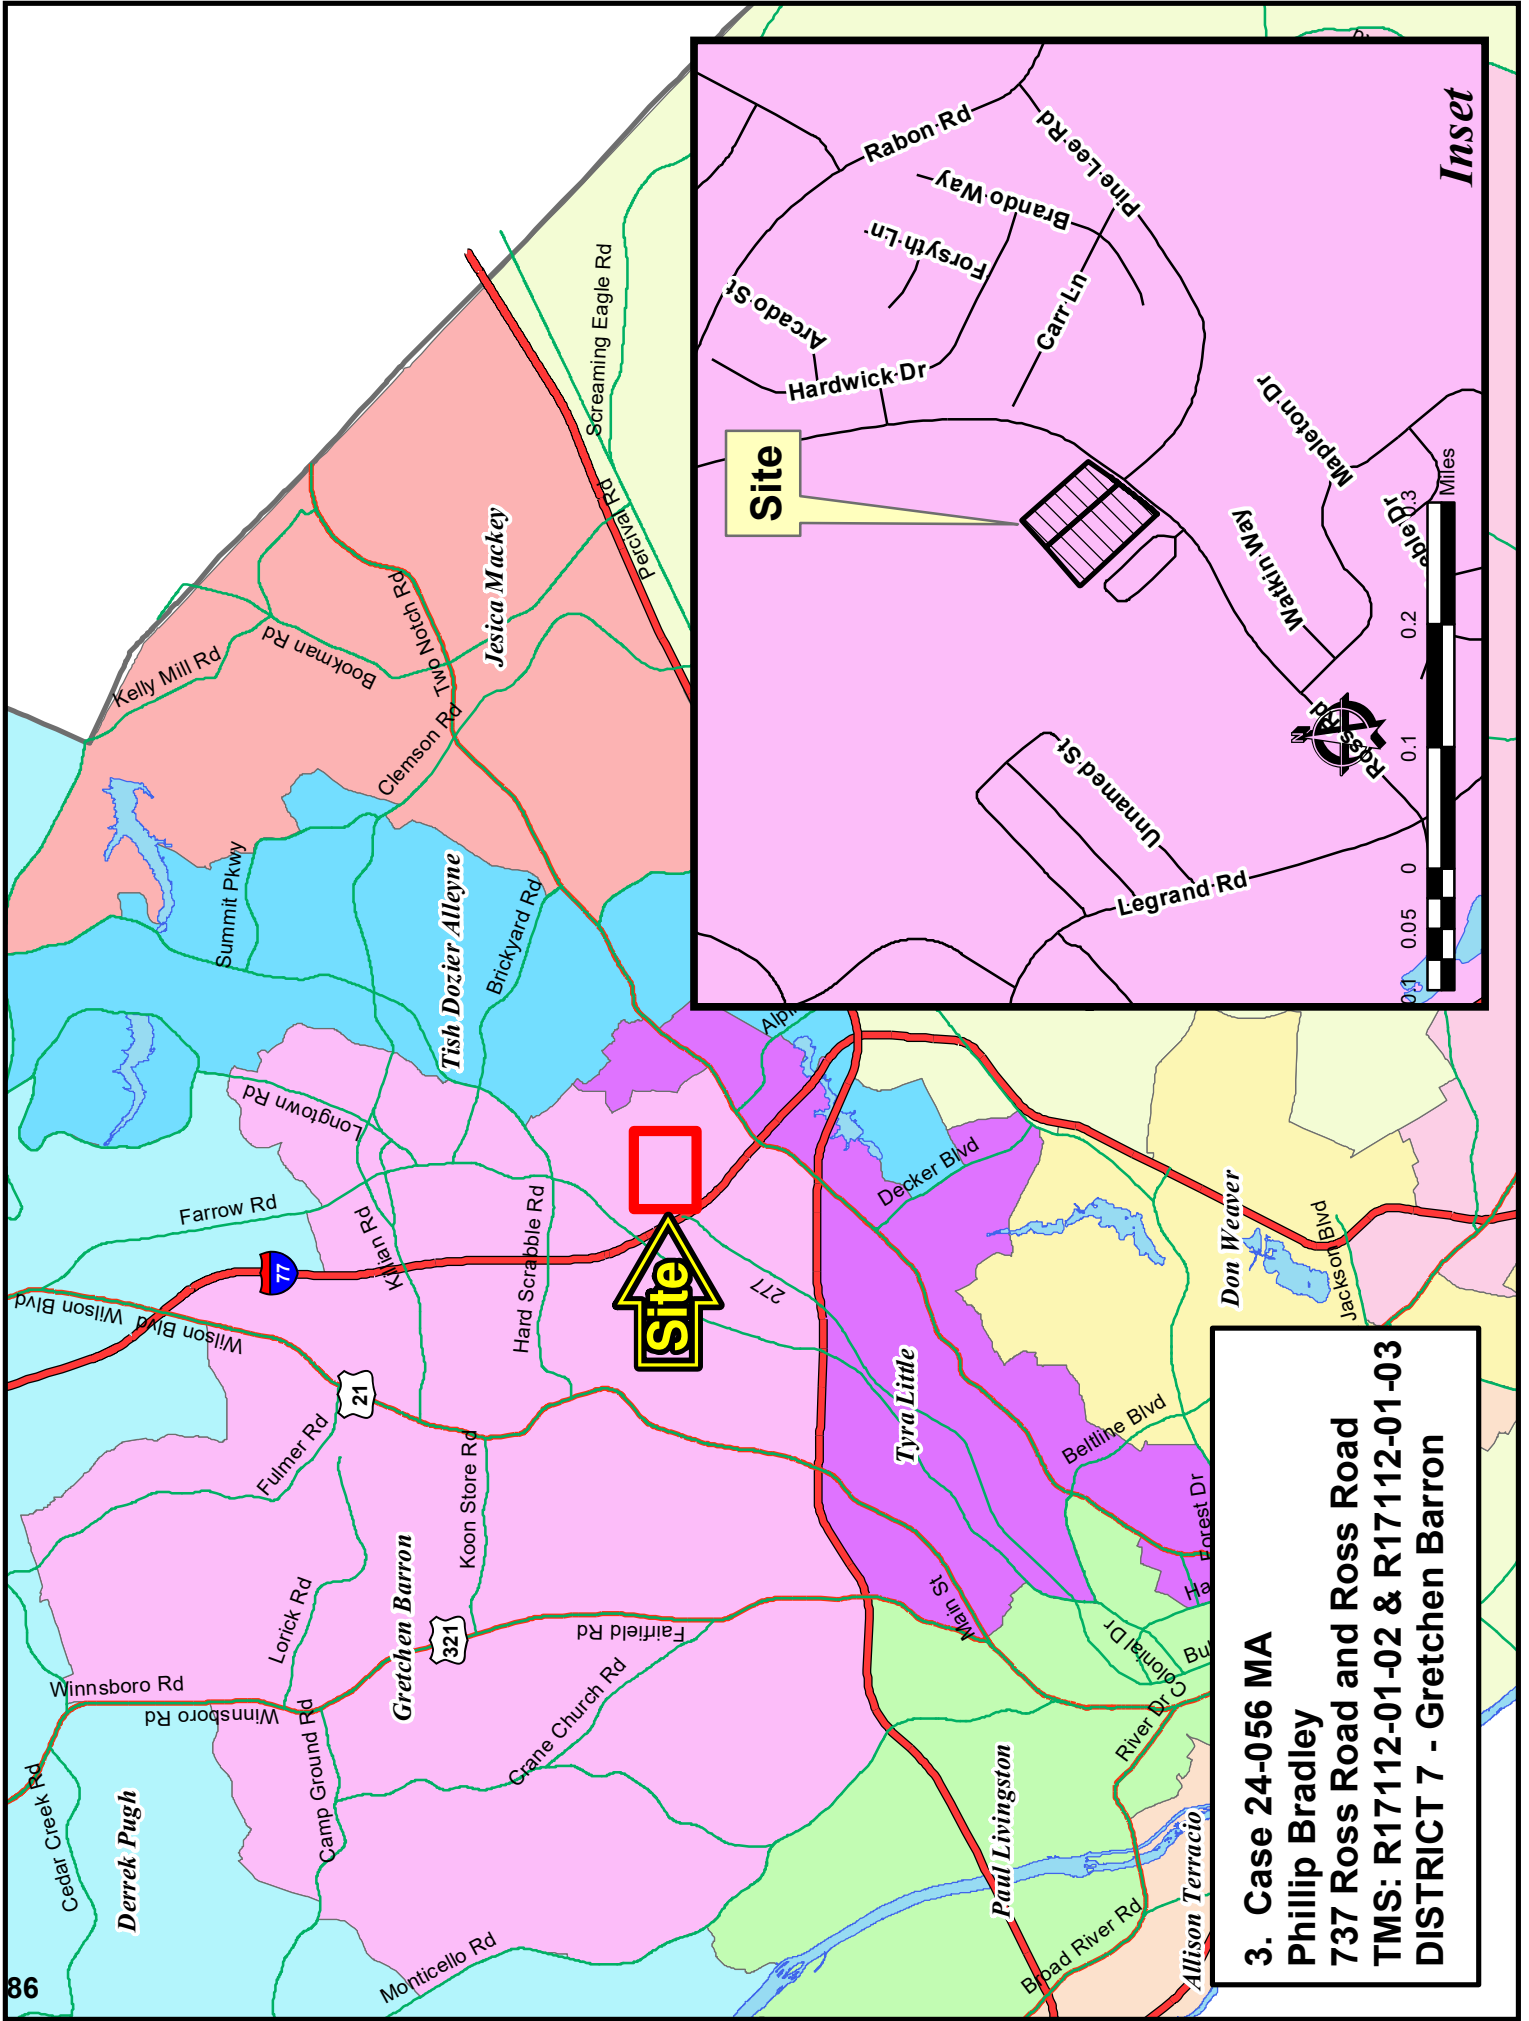 86
Cedar Creek Rd
Derrek Pugh
Winnsboro Rd
Winnsboro Rd
Camp Ground Rd
Monticello Rd
Crane Church Rd
Lorick Rd
Fulmer Rd
Gretchen Barron
321
Fairfield Rd
Koon Store Rd
21
Wilson Blvd
Wilson Blvd
Wilson Blvd
77
Farrow Rd
Killian Rd
Longtown Rd
Hard Scrabble Rd
Site
277
Summit Pkwy
Tish Dozier Alleyne
Brickyard Rd
Kelly Mill Rd
Bookman Rd
Two Notch Rd
Clemson Rd
Jesica Mackey
Percival Rd
Screaming Eagle Rd
Decker Blvd
Tyra Little
Beltline Blvd
Forest Dr
Main St
Colonial Dr
River Dr
Paul Livingston
Broad River Rd
Allison Terracio
Don Weaver
Jackson Blvd
Inset
Site
Rabon Rd
Pine Lee Rd
Brando Way
Forsyth Ln
Arcado St
Hardwick Dr
Carr Ln
Mapleton Dr
Watkin Way
Ross Rd
N
Unnamed St
Legrand Rd
0.1 0.05 0 0.1 0.2 0.3
Miles
3. Case 24-056 MA
Phillip Bradley
737 Ross Road and Ross Road
TMS: R17112-01-02 & R17112-01-03
DISTRICT 7 - Gretchen Barron